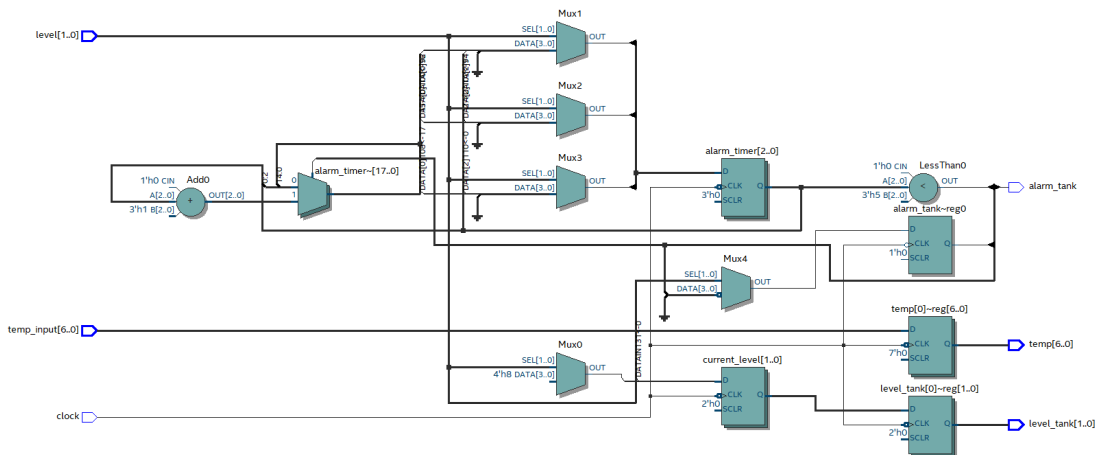 Mux1
level[1..0]
SEL[1..0]
DATA[3..0]
OUT
Mux2
SEL[1..0]
DATA[3..0]
OUT
Mux3
SEL[1..0]
DATA[3..0]
OUT
alarm_timer~[17..0]
0
1
Add0
1'h0 CIN
A[2..0]
3'h1 B[2..0]
+
OUT[2..0]
alarm_timer[2..0]
D
CLK
3'h0
SCLR
Q
LessThan0
1'h0 CIN
A[2..0]
3'h5 B[2..0]
<
OUT
alarm_tank
alarm_tank~reg0
D
CLK
1'h0
SCLR
Q
Mux4
SEL[1..0]
DATA[3..0]
OUT
temp_input[6..0]
temp[0]~reg[6..0]
D
CLK
7'h0
SCLR
Q
temp[6..0]
Mux0
SEL[1..0]
4'h8 DATA[3..0]
OUT
current_level[1..0]
D
CLK
2'h0
SCLR
Q
level_tank[0]~reg[1..0]
D
CLK
2'h0
SCLR
Q
level_tank[1..0]
clock